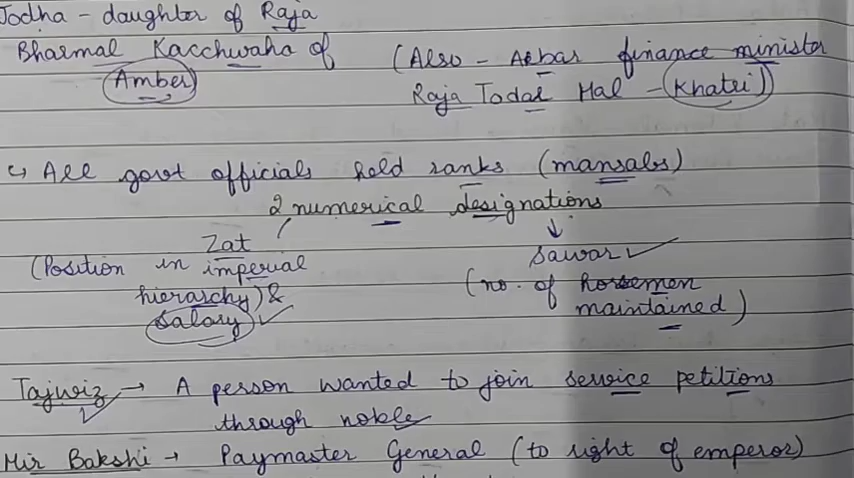 Jodha - daughter of Raja
Bharmal Kacchwaha of
Amber
(Also - Akbar finance minister
Raja Todar Mal - Khatri)
↳ All govt officials held ranks (mansabs)
2 numerical designations
Zat
(Position in imperial
hierarchy) &
Salary
↓
Sawar
(no. of horsemen
maintained)
Tajwiz → A person wanted to join service petitions
through noble
Mir Bakshi → Paymaster General (to right of emperor)